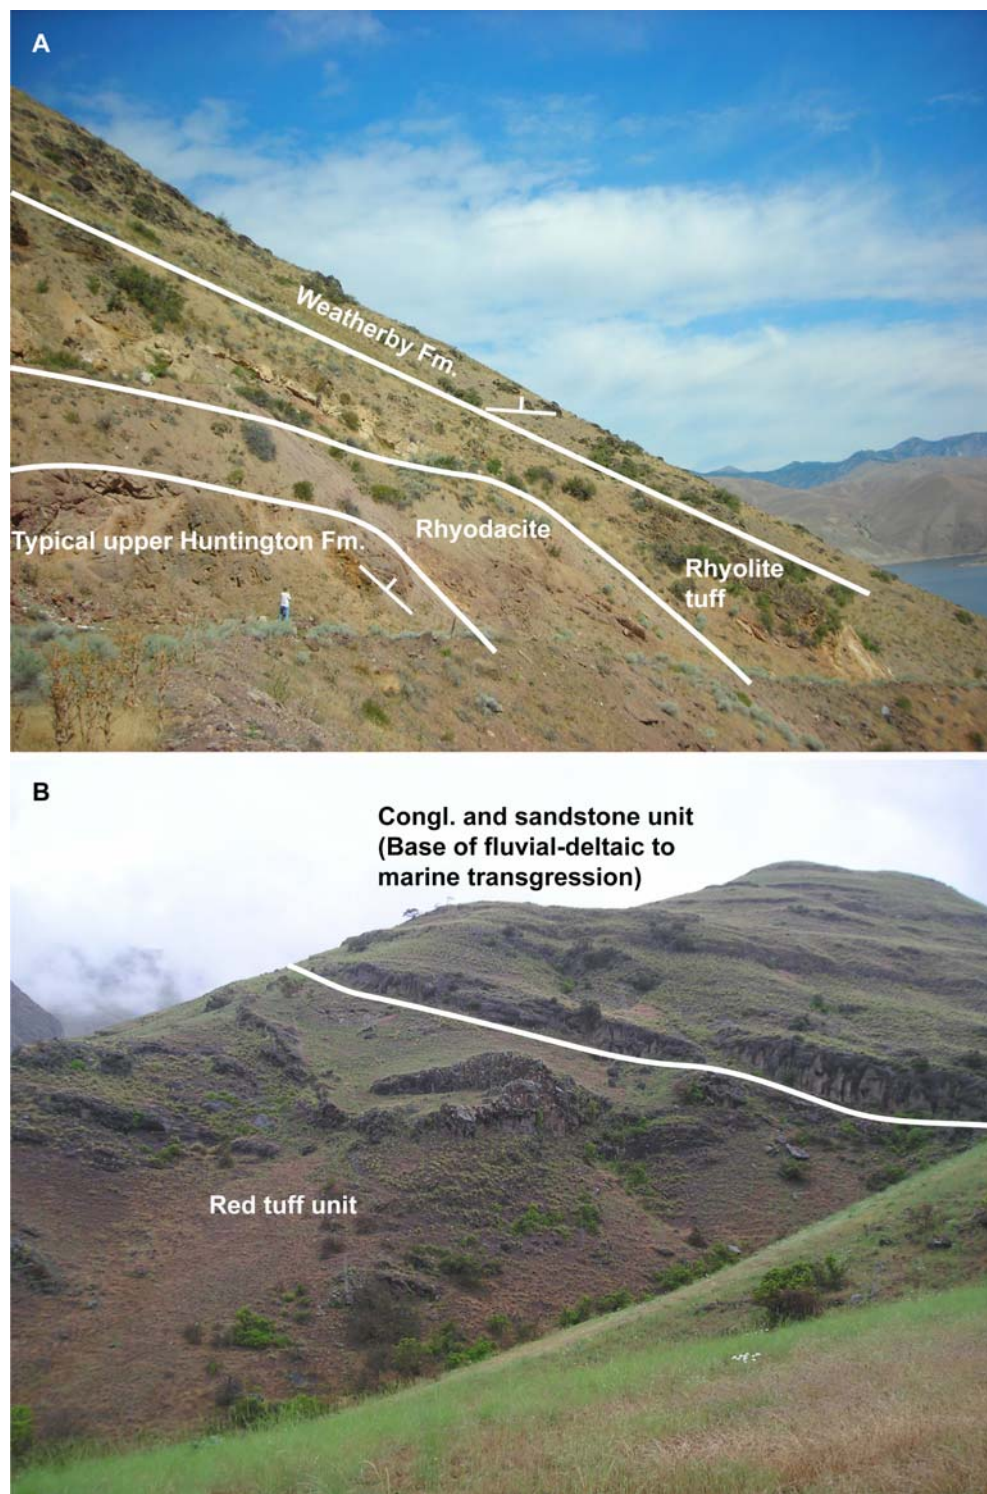 A
Weatherby Fm.
Rhyodacite
Typical upper Huntington Fm.
Rhyolite
tuff
B
Congl. and sandstone unit
(Base of fluvial-deltaic to
marine transgression)
Red tuff unit